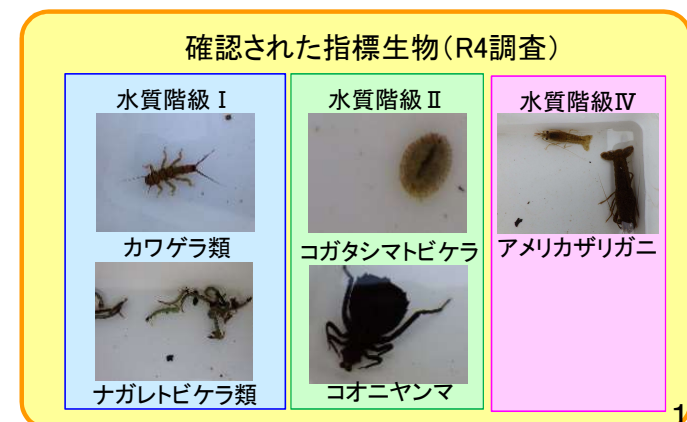 確認された指標生物(R4調査)
水質階級Ⅰ
カワゲラ類
ナガレトビケラ類
水質階級Ⅱ
コガタシマトビケラ
コオニヤンマ
水質階級Ⅳ
アメリカザリガニ
1